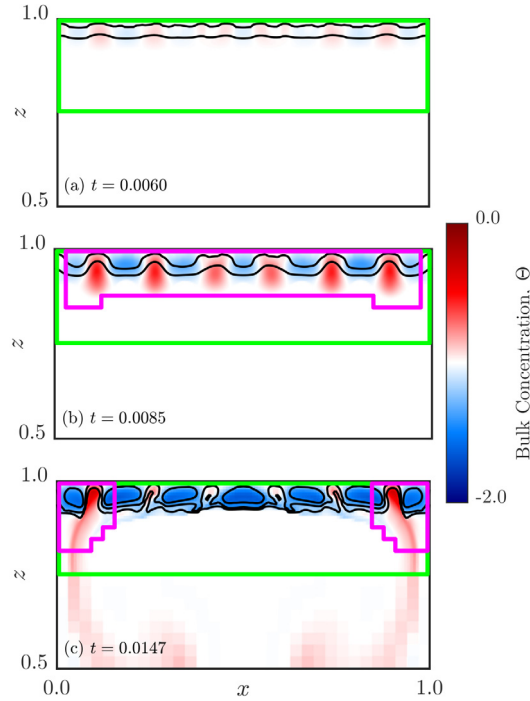 1.0
z
(a) t = 0.0060
0.5
1.0
0.0
z
Bulk Concentration, Θ
(b) t = 0.0085
0.5
1.0
-2.0
z
(c) t = 0.0147
0.5
0.0
x
1.0